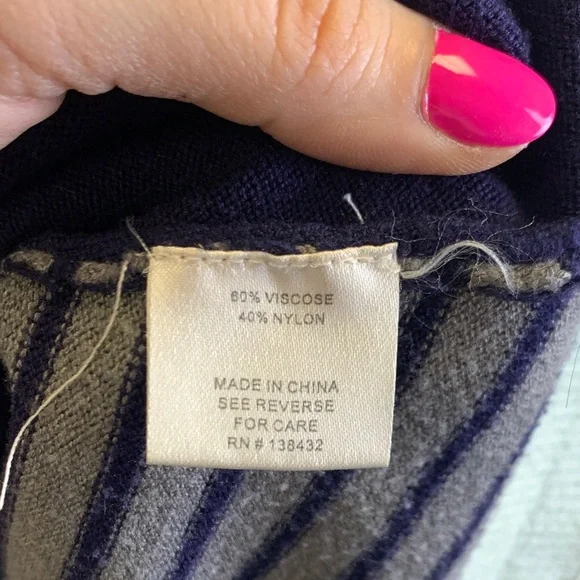 60% VISCOSE
40% NYLON
MADE IN CHINA
SEE REVERSE
FOR CARE
RN # 138432